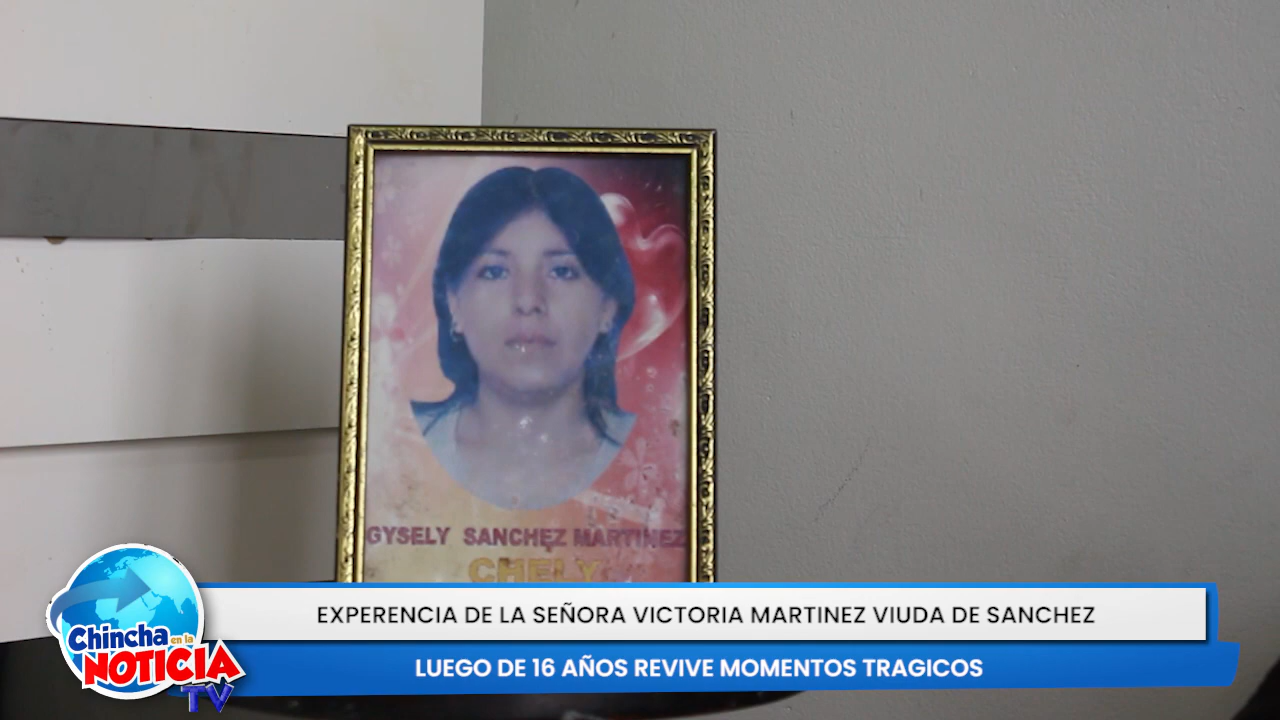 GYSELY SANCHEZ MARTINEZ
CHELY
EXPERENCIA DE LA SEÑORA VICTORIA MARTINEZ VIUDA DE SANCHEZ
LUEGO DE 16 AÑOS REVIVE MOMENTOS TRAGICOS
Chincha en la
NOTICIA
TV